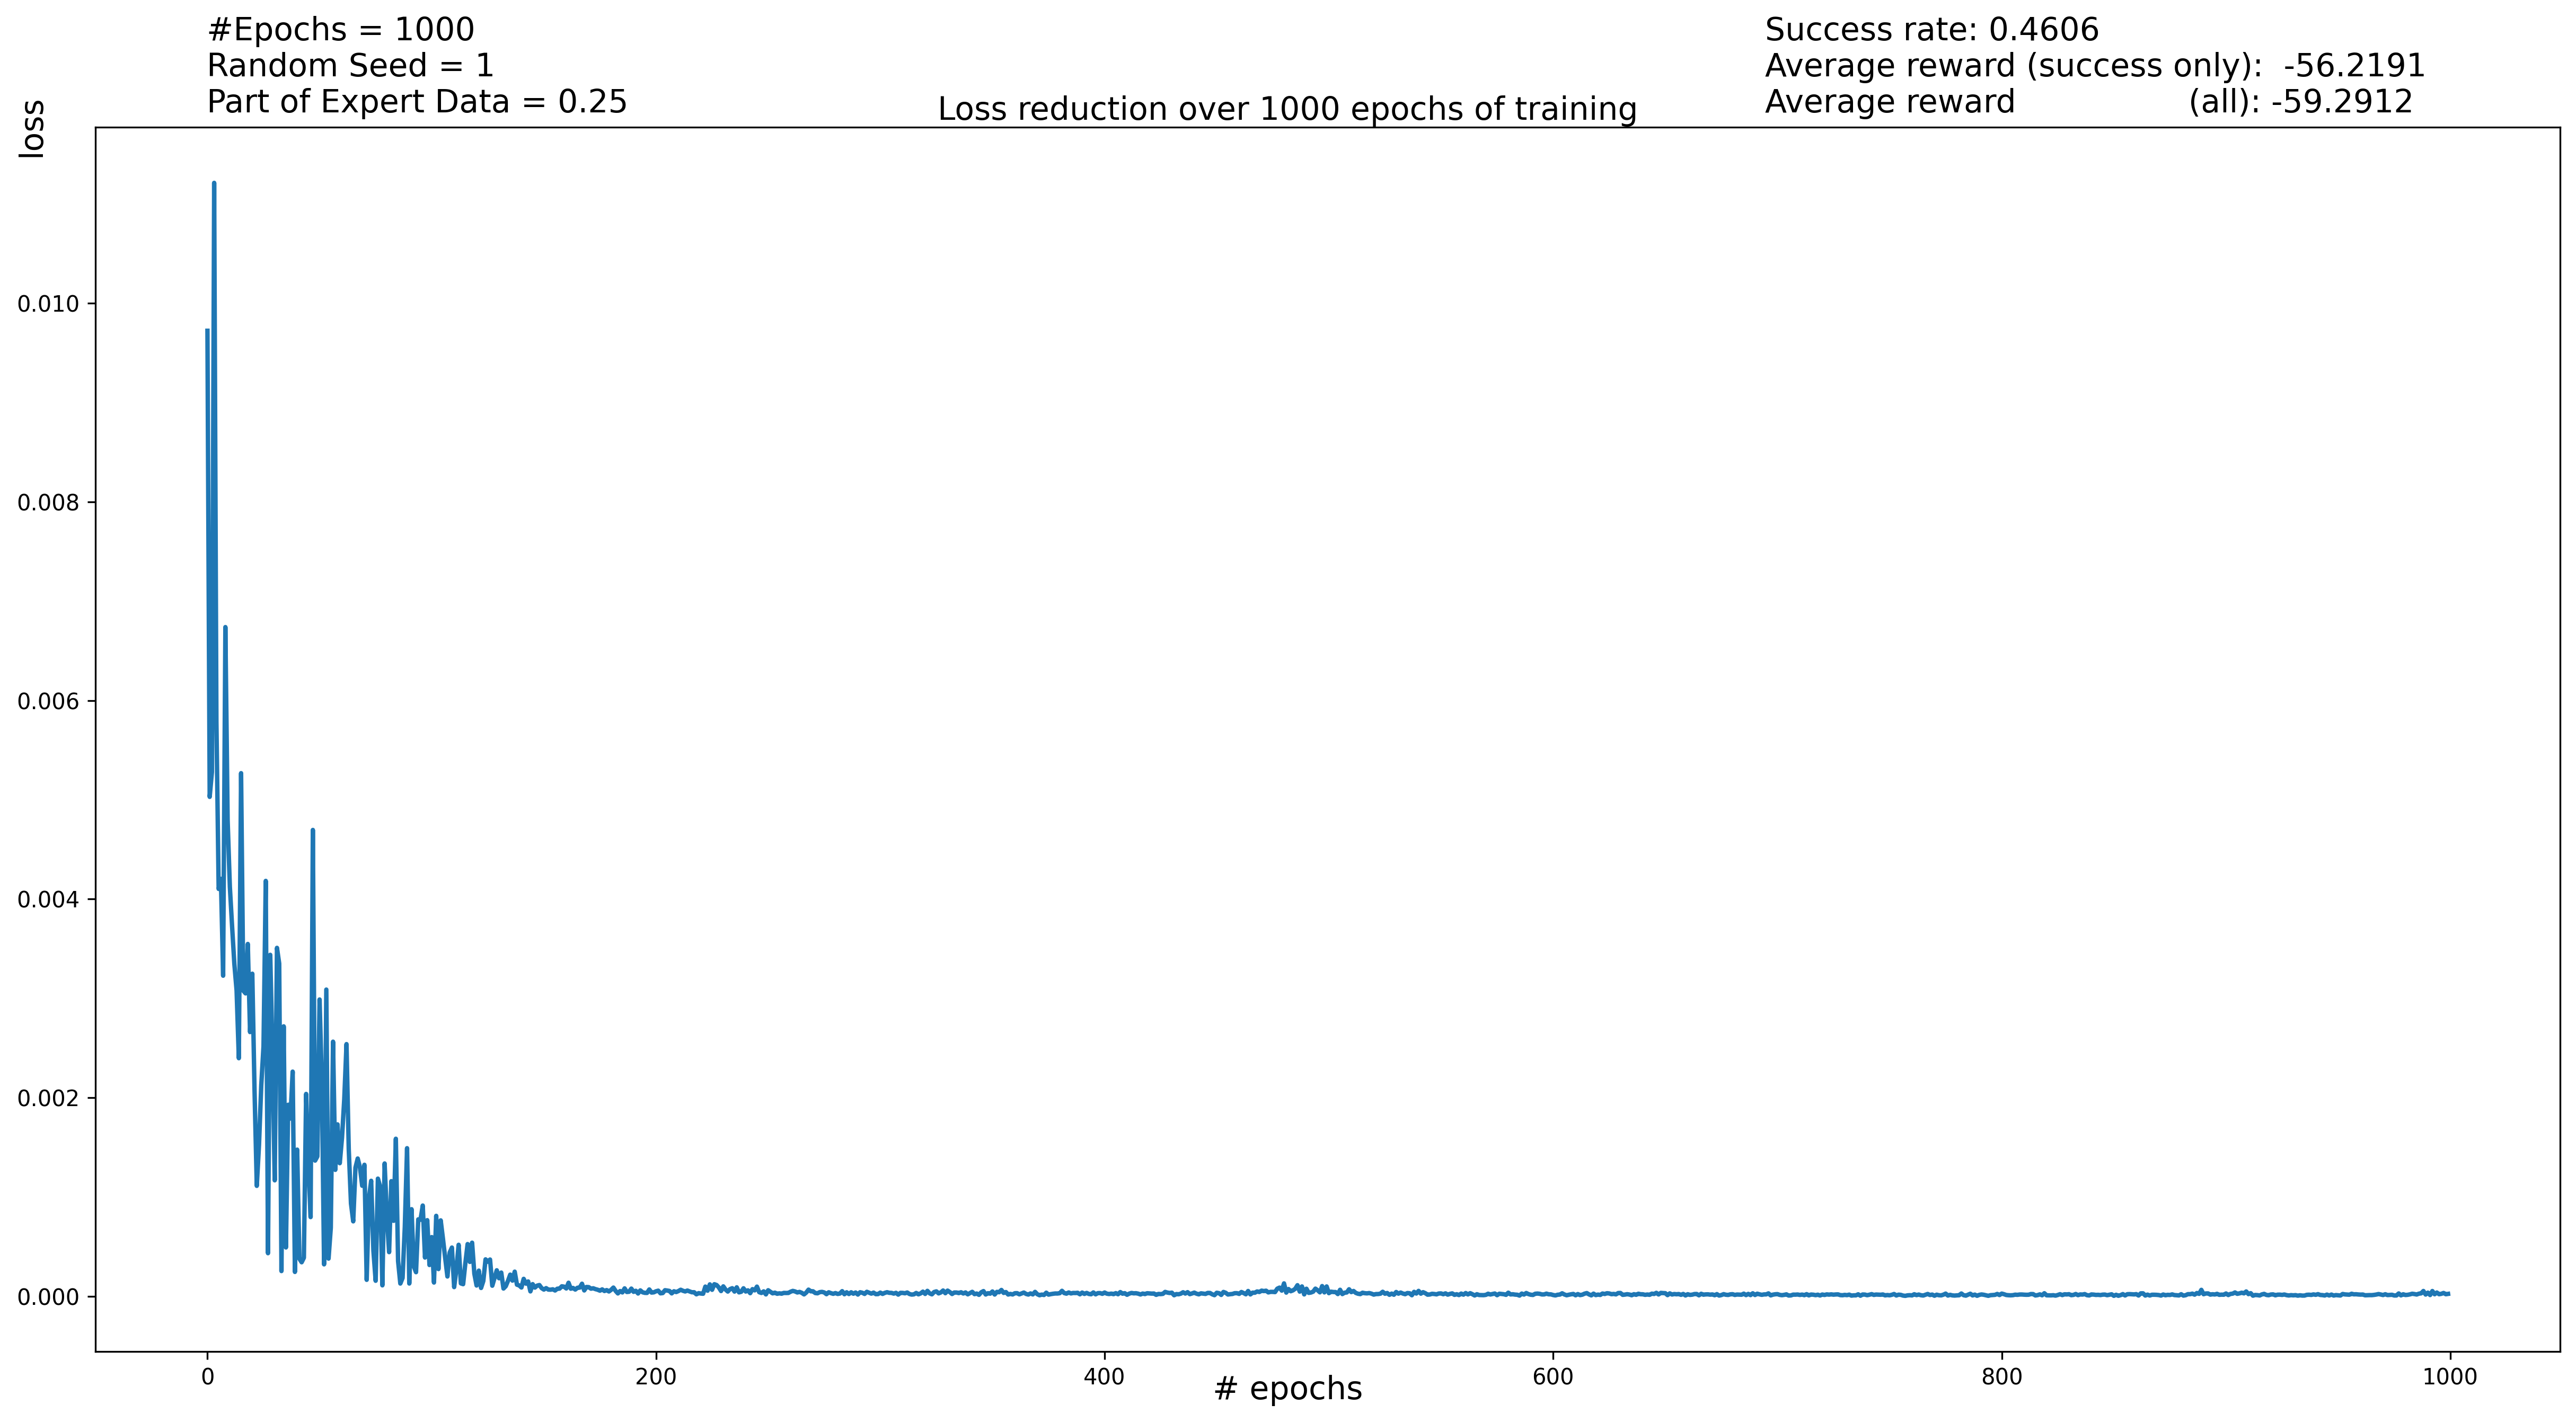 #Epochs = 1000
Random Seed = 1
Part of Expert Data = 0.25
Success rate: 0.4606
Average reward (success only):  -56.2191
Average reward                    (all): -59.2912
Loss reduction over 1000 epochs of training
loss
0.010
0.008
0.006
0.004
0.002
0.000
0 200 400 600 800 1000
# epochs